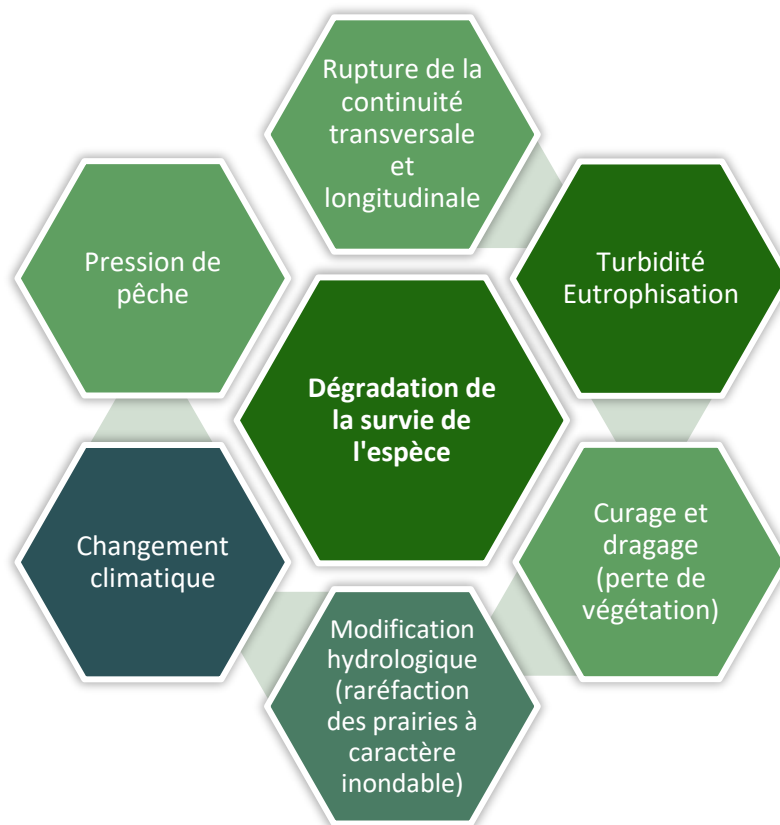 Rupture de la
continuité
transversale
et
longitudinale
Turbidité
Eutrophisation
Curage et
dragage
(perte de
végétation)
Modification
hydrologique
(raréfaction
des prairies à
caractère
inondable)
Changement
climatique
Pression de
pêche
Dégradation de
la survie de
l'espèce